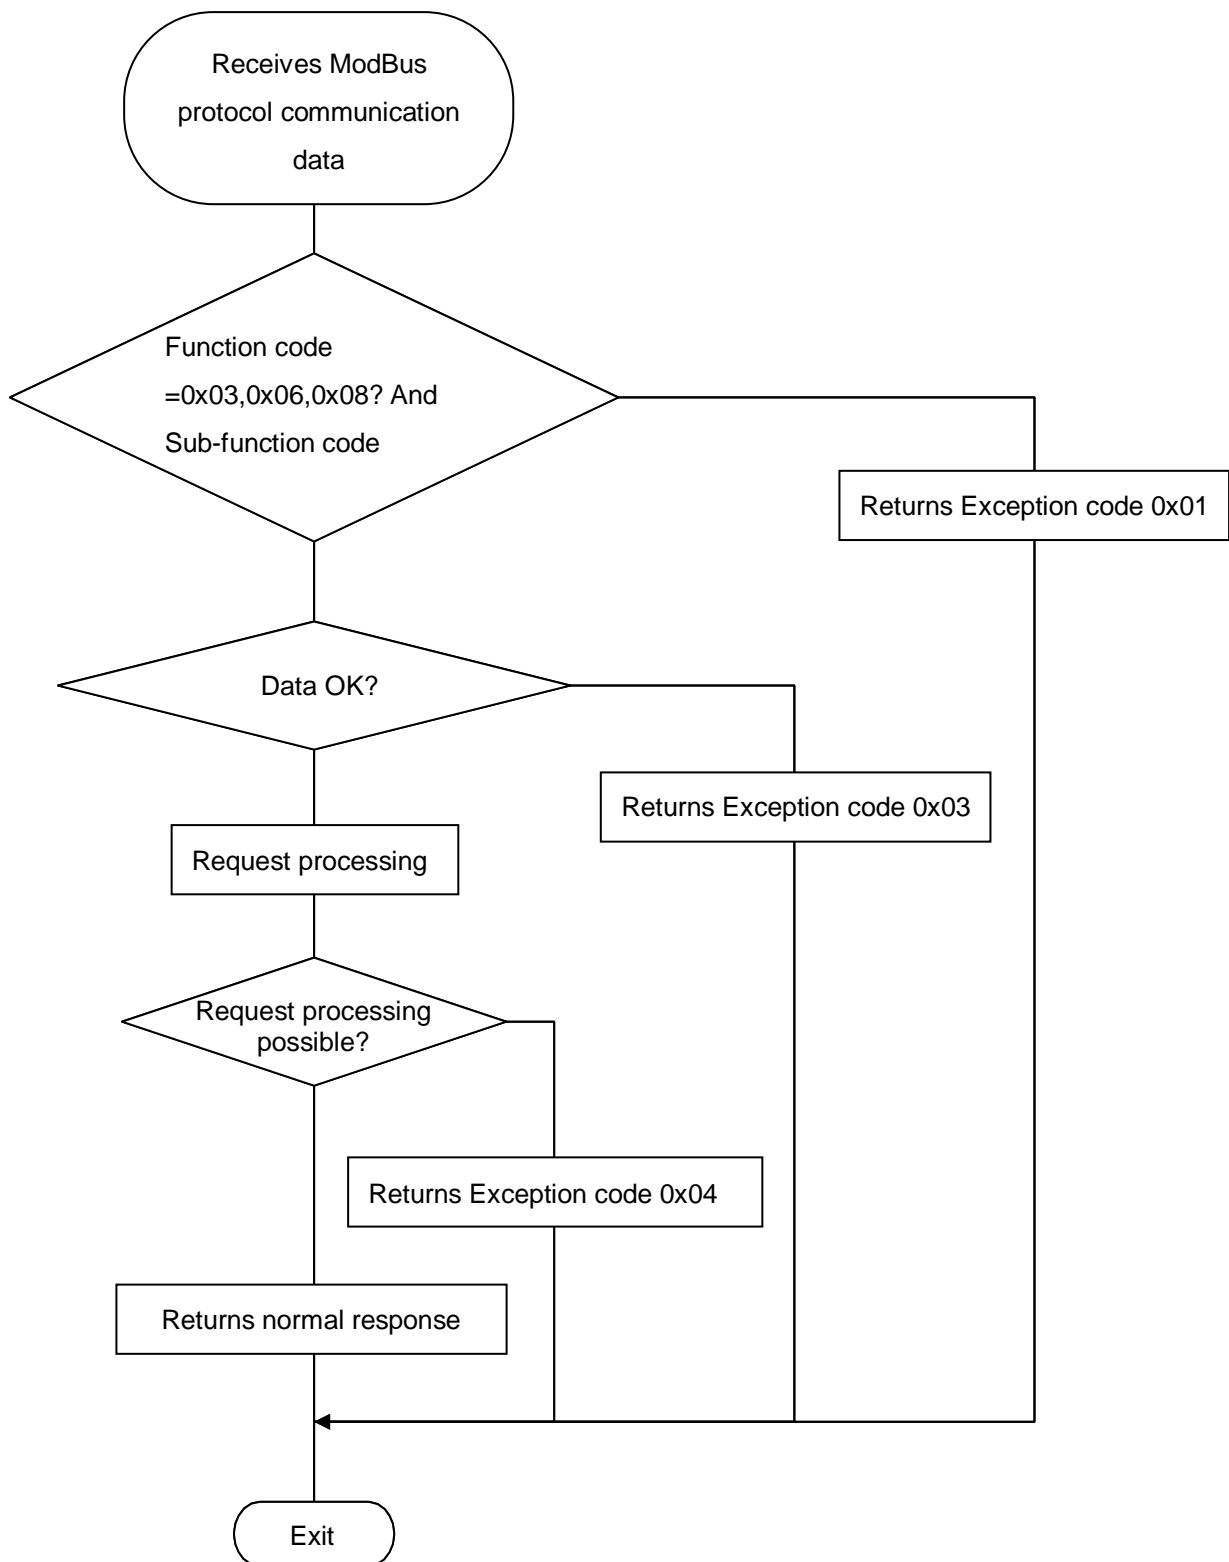 Receives ModBus
protocol communication
data
Function code
=0x03,0x06,0x08? And
Sub-function code
Returns Exception code 0x01
Data OK?
Returns Exception code 0x03
Request processing
Request processing
possible?
Returns Exception code 0x04
Returns normal response
Exit